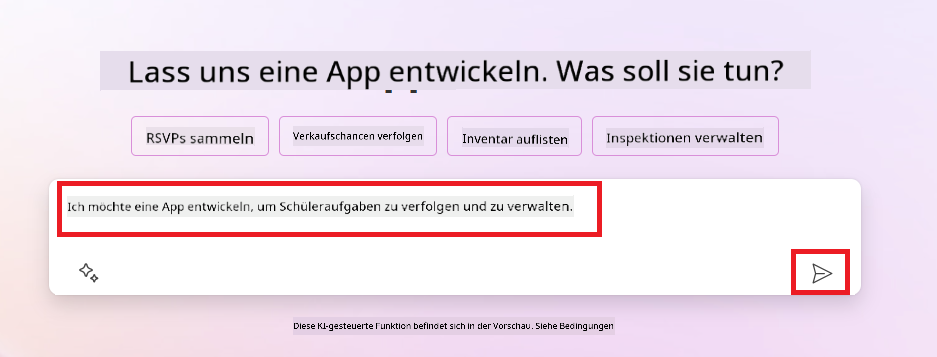 Lass uns eine App entwickeln. Was soll sie tun?
RSVPs sammeln
Verkaufschancen verfolgen
Inventar auflisten
Inspektionen verwalten
Ich möchte eine App entwickeln, um Schüleraufgaben zu verfolgen und zu verwalten.
Diese KI-gesteuerte Funktion befindet sich in der Vorschau. Siehe Bedingungen